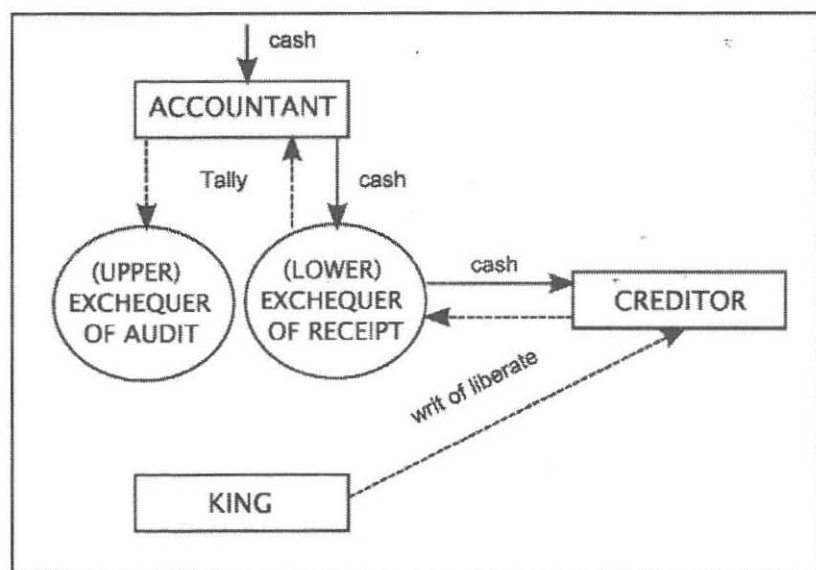 cash
ACCOUNTANT
Tally
cash
(UPPER)
EXCHEQUER
OF AUDIT
(LOWER)
EXCHEQUER
OF RECEIPT
cash
CREDITOR
writ of liberate
KING